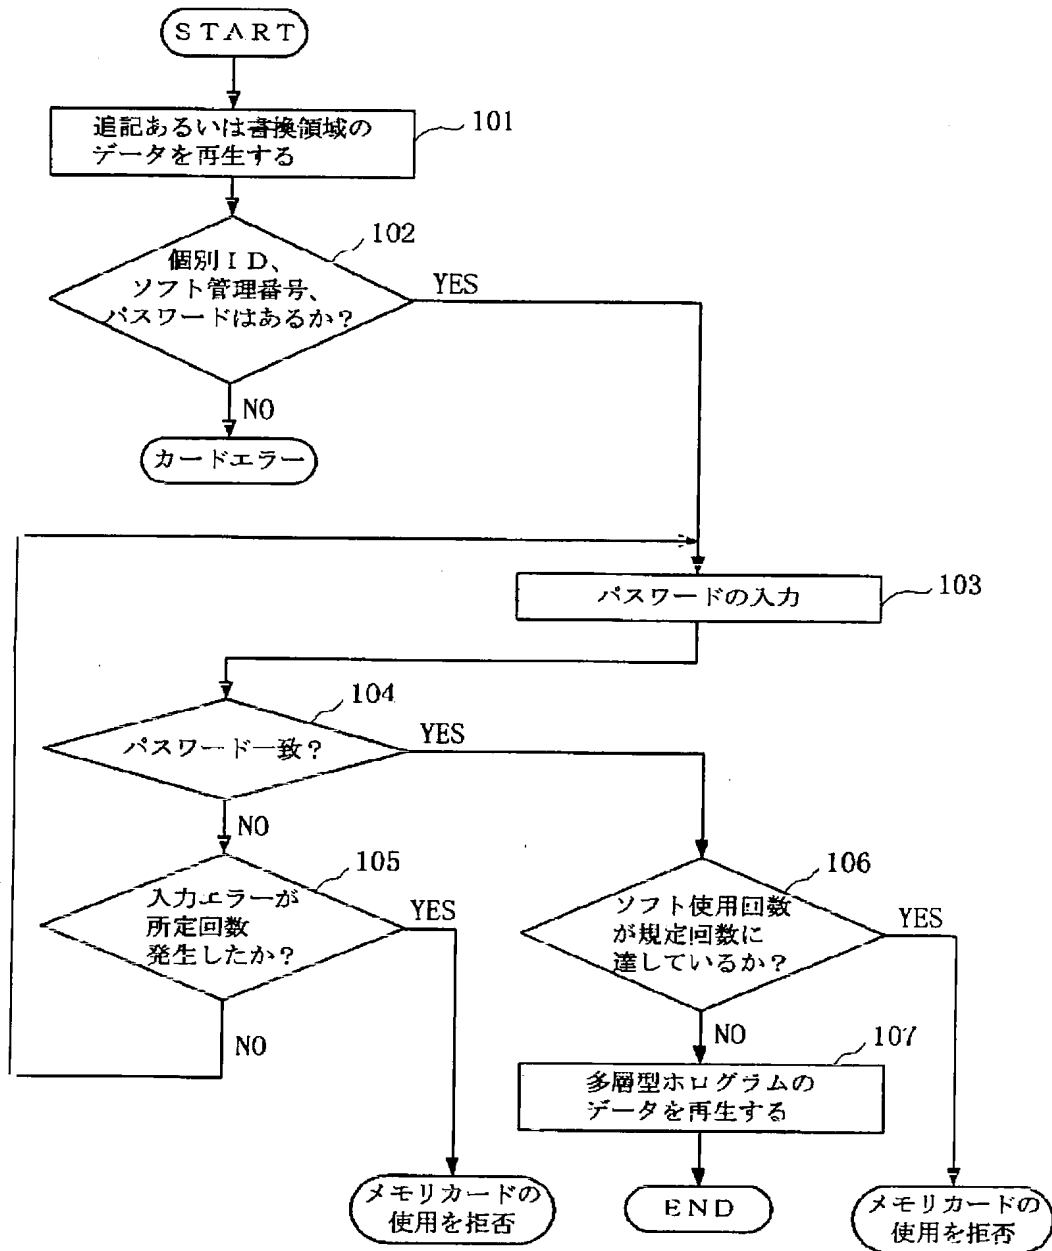 START
追記あるいは書換領域の
データを再生する
101
102
個別ID、
ソフト管理番号、
パスワードはあるか？
YES
NO
カードエラー
パスワードの入力
103
104
パスワード一致？
YES
NO
105
入力エラーが
所定回数
発生したか？
YES
NO
106
ソフト使用回数
が規定回数に
達しているか？
YES
NO
107
多層型ホログラムの
データを再生する
メモリカードの
使用を拒否
END
メモリカードの
使用を拒否